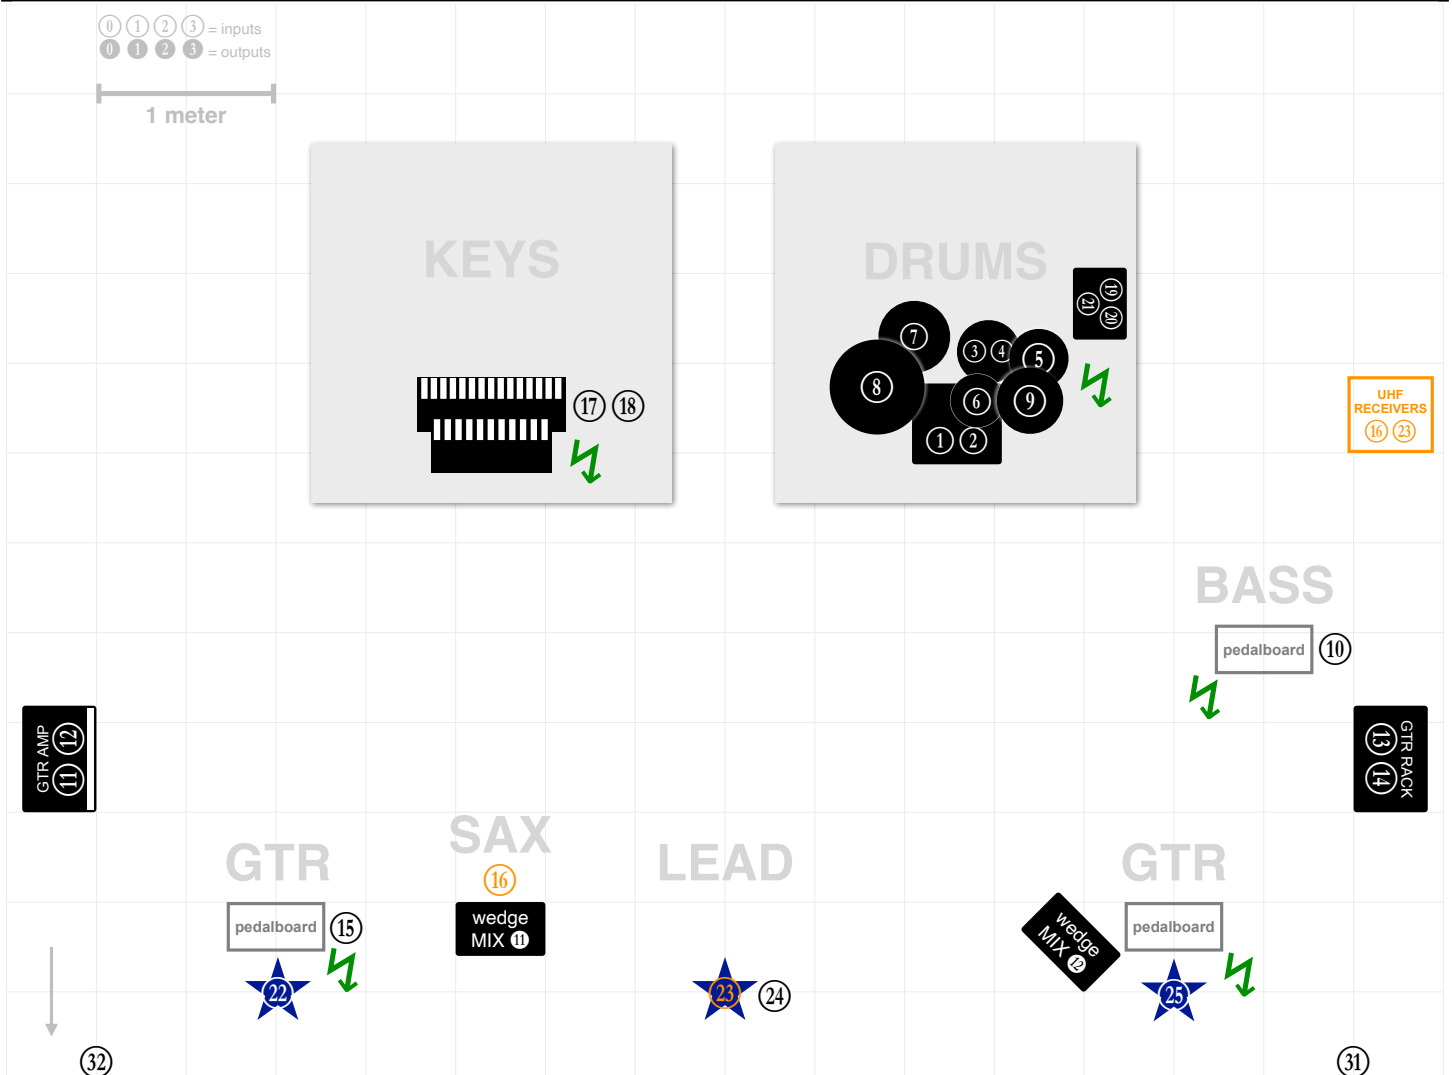 0 1 2 3 = inputs
0 1 2 3 = outputs
1 meter
KEYS
17 18
DRUMS
19
21 20
7
3 4 5
8 6 9
1 2
UHF
RECEIVERS
16 23
BASS
pedalboard 10
GTR AMP
11 12
GTR RACK
13 14
GTR
pedalboard 15
22
SAX
16
wedge
MIX 11
LEAD
23 24
GTR
wedge
MIX 12
pedalboard
25
32
31